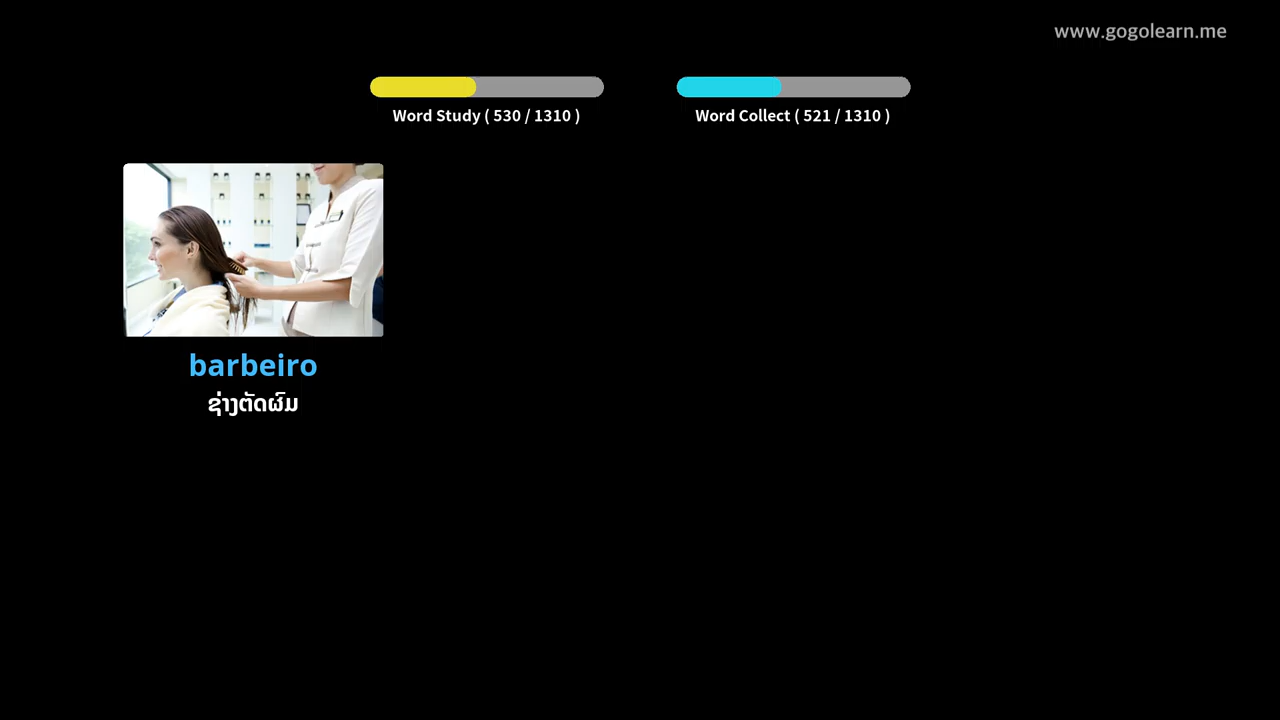 www.gogolearn.me
Word Study ( 530 / 1310 )
Word Collect ( 521 / 1310 )
barbeiro
ຊ່າງຕັດຜົມ